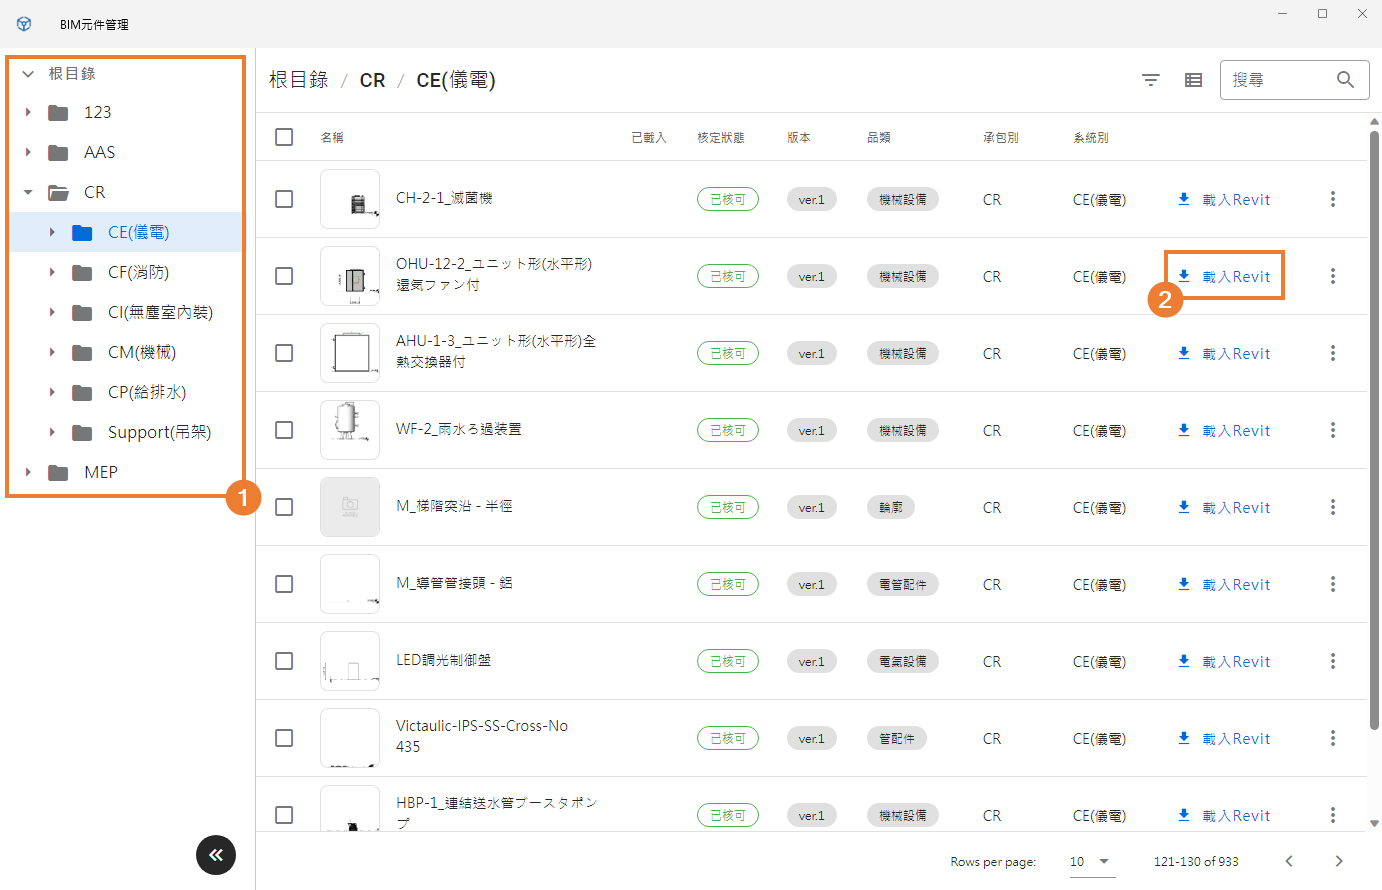 BIM元件管理
根目錄
123
AAS
CR
CE(儀電)
CF(消防)
CI(無塵室內裝)
CM(機械)
CP(給排水)
Support(吊架)
MEP
1
根目錄 / CR / CE(儀電)
搜尋
名稱 已載入 核定狀態 版本 品類 承包別 系統別
CH-2-1_滅菌機 已核可 ver.1 機械設備 CR CE(儀電) 載入Revit
OHU-12-2_ユニット形(水平形)
還気ファン付 已核可 ver.1 機械設備 CR CE(儀電) 載入Revit
2
AHU-1-3_ユニット形(水平形)全
熱交換器付 已核可 ver.1 機械設備 CR CE(儀電) 載入Revit
WF-2_雨水ろ過装置 已核可 ver.1 機械設備 CR CE(儀電) 載入Revit
M_梯階突沿 - 半徑 已核可 ver.1 輪廓 CR CE(儀電) 載入Revit
M_導管管接頭 - 鋁 已核可 ver.1 電管配件 CR CE(儀電) 載入Revit
LED調光制御盤 已核可 ver.1 電氣設備 CR CE(儀電) 載入Revit
Victaulic-IPS-SS-Cross-No
435 已核可 ver.1 管配件 CR CE(儀電) 載入Revit
HBP-1_連結送水管ブースタポン
プ 已核可 ver.1 機械設備 CR CE(儀電) 載入Revit
Rows per page: 10 121-130 of 933